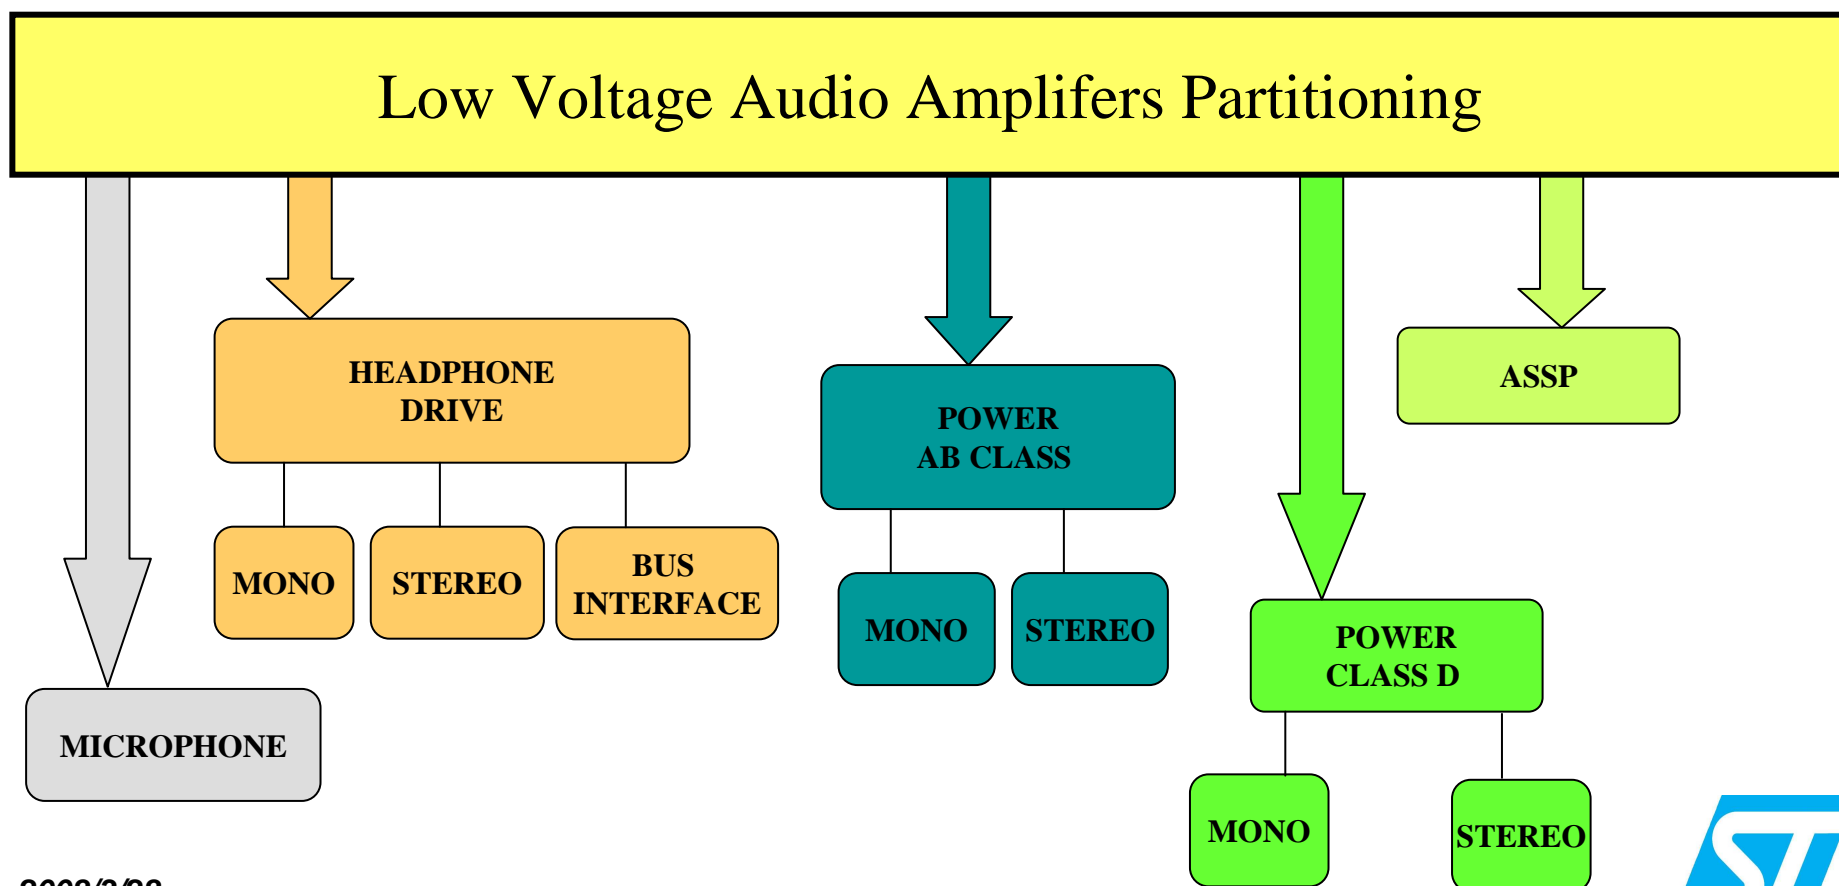 Low Voltage Audio Amplifers Partitioning
HEADPHONE
DRIVE
MONO
STEREO
BUS
INTERFACE
MICROPHONE
POWER
AB CLASS
MONO
STEREO
ASSP
POWER
CLASS D
MONO
STEREO
ST